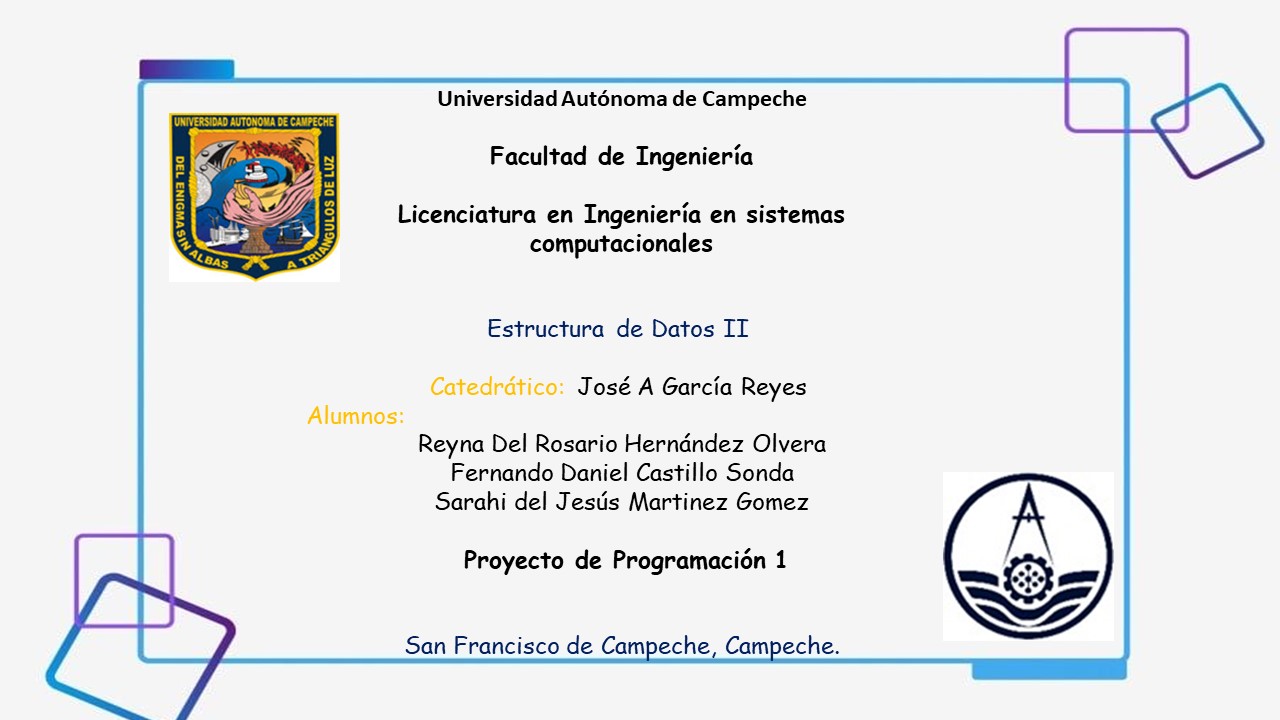 Universidad Autónoma de Campeche
UNIVERSIDAD AUTONOMA DE CAMPECHE
DEL ENIGMA SIN ALBAS
A TRIANGULOS DE LUZ
Facultad de Ingeniería
Licenciatura en Ingeniería en sistemas
computacionales
Estructura de Datos II
Catedrático: José A García Reyes
Alumnos:
Reyna Del Rosario Hernández Olvera
Fernando Daniel Castillo Sonda
Sarahi del Jesús Martinez Gomez
Proyecto de Programación 1
San Francisco de Campeche, Campeche.